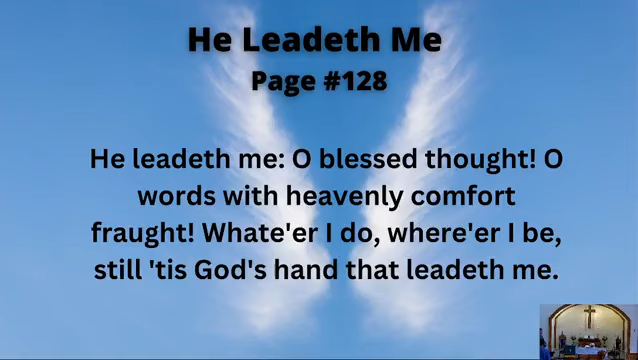 He Leadeth Me
Page #128
He leadeth me: O blessed thought! O
words with heavenly comfort
fraught! Whate'er I do, where'er I be,
still 'tis God's hand that leadeth me.